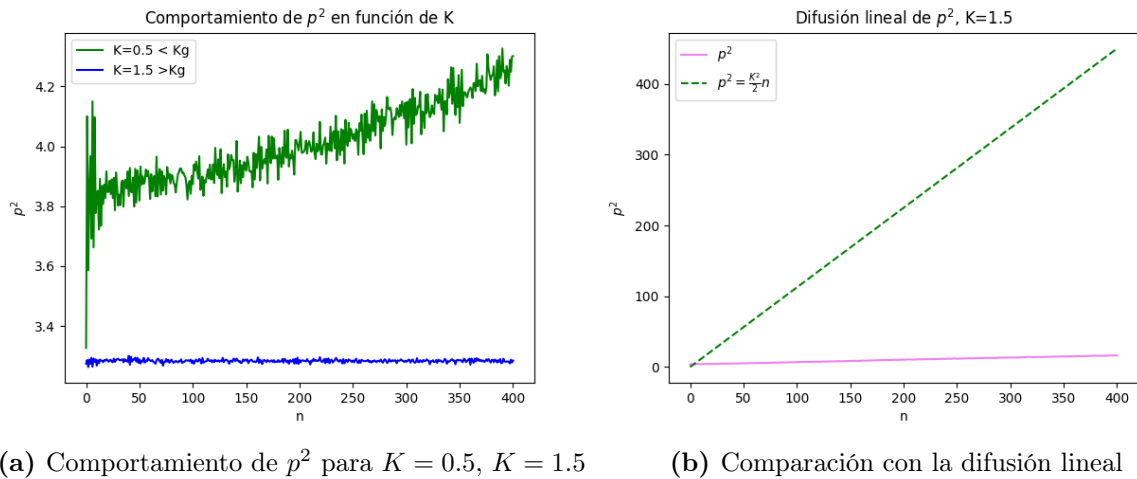 Comportamiento de p² en función de K
K=0.5 < Kg
K=1.5 >Kg
p²
4.2
4.0
3.8
3.6
3.4
0 50 100 150 200 250 300 350 400
n
(a) Comportamiento de p² para K = 0.5, K = 1.5
Difusión lineal de p², K=1.5
p²
p² = K²/2 n
p²
400
300
200
100
0
0 50 100 150 200 250 300 350 400
n
(b) Comparación con la difusión lineal